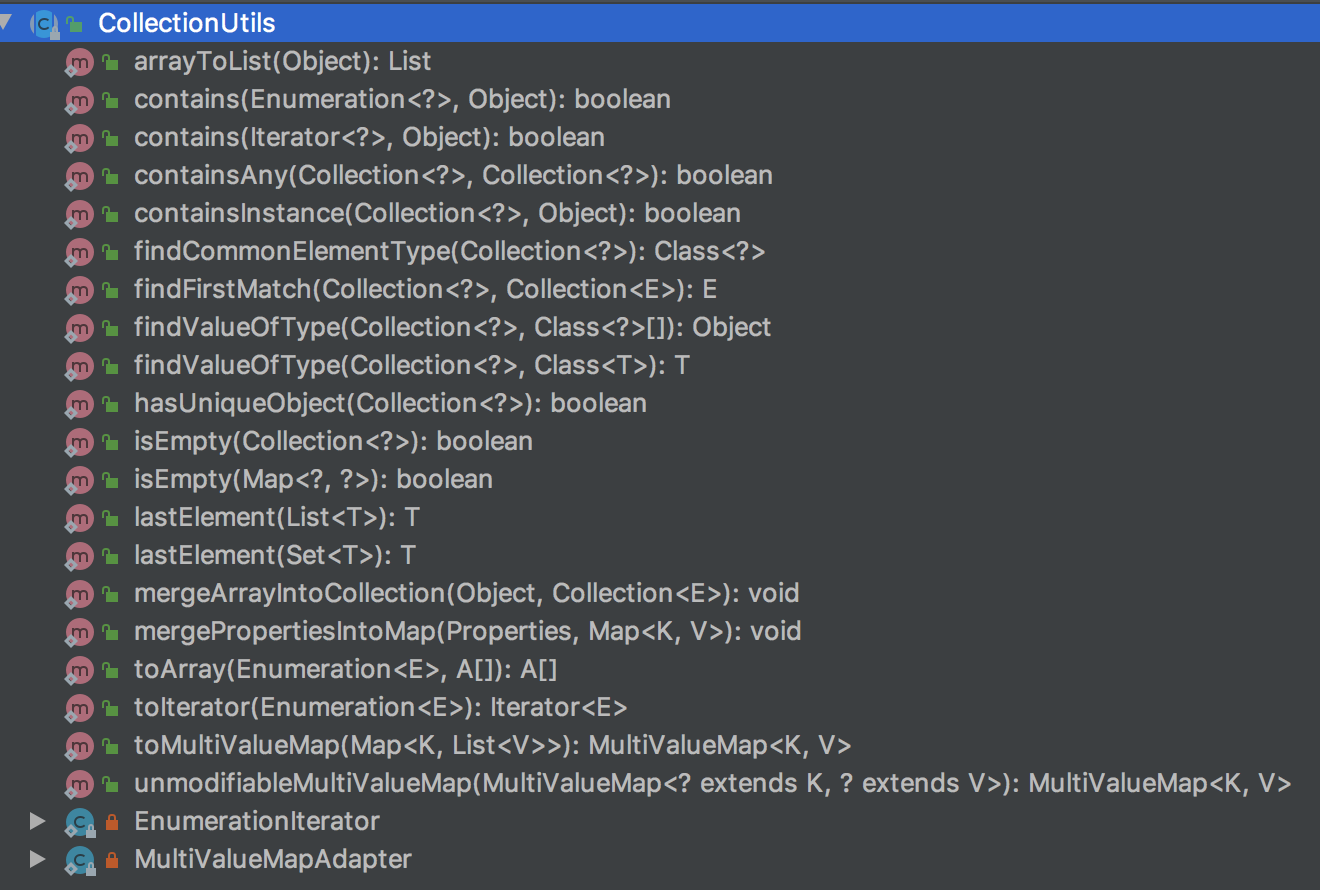 CollectionUtils
arrayToList(Object): List
contains(Enumeration<?>, Object): boolean
contains(Iterator<?>, Object): boolean
containsAny(Collection<?>, Collection<?>): boolean
containsInstance(Collection<?>, Object): boolean
findCommonElementType(Collection<?>): Class<?>
findFirstMatch(Collection<?>, Collection<E>): E
findValueOfType(Collection<?>, Class<?>[]): Object
findValueOfType(Collection<?>, Class<T>): T
hasUniqueObject(Collection<?>): boolean
isEmpty(Collection<?>): boolean
isEmpty(Map<?, ?>): boolean
lastElement(List<T>): T
lastElement(Set<T>): T
mergeArrayIntoCollection(Object, Collection<E>): void
mergePropertiesIntoMap(Properties, Map<K, V>): void
toArray(Enumeration<E>, A[]): A[]
toIterator(Enumeration<E>): Iterator<E>
toMultiValueMap(Map<K, List<V>>): MultiValueMap<K, V>
unmodifiableMultiValueMap(MultiValueMap<? extends K, ? extends V>): MultiValueMap<K, V>
EnumerationIterator
MultiValueMapAdapter